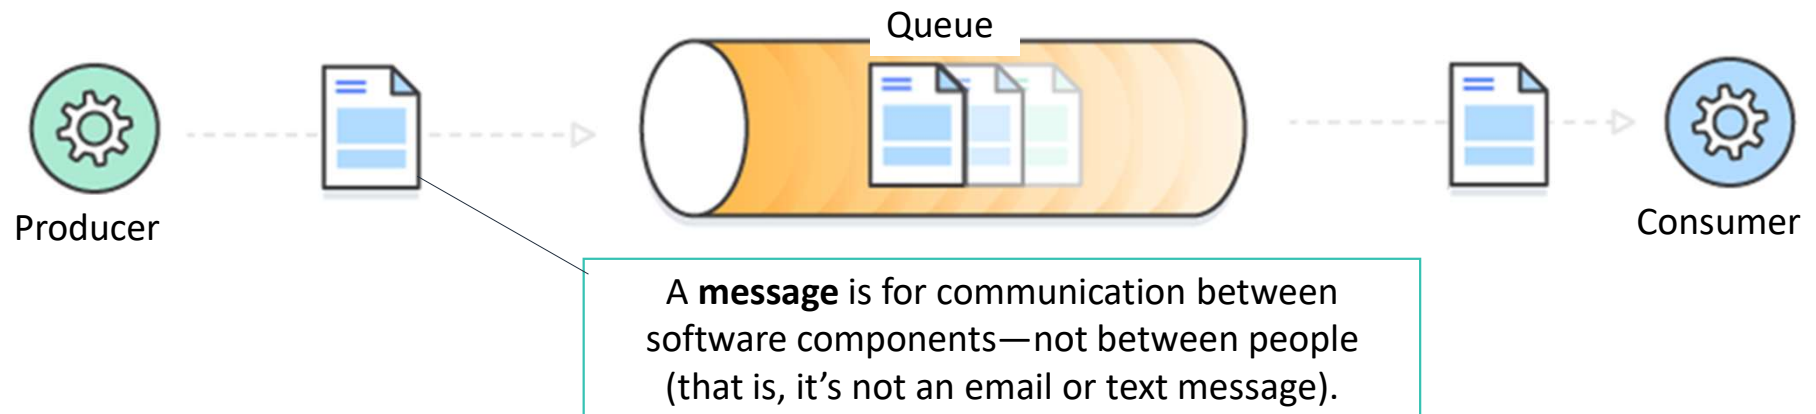 Queue
Producer
Consumer
A message is for communication between
software components—not between people
(that is, it’s not an email or text message).